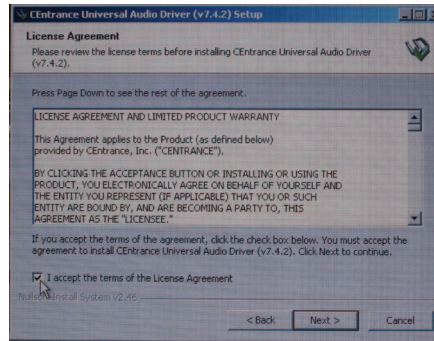 CEntrance Universal Audio Driver (v7.4.2) Setup
License Agreement
Please review the license terms before installing CEntrance Universal Audio Driver
(v7.4.2).
Press Page Down to see the rest of the agreement.
LICENSE AGREEMENT AND LIMITED PRODUCT WARRANTY
This Agreement applies to the Product (as defined below)
provided by CEntrance, Inc. ("CENTRANCE").
BY CLICKING THE ACCEPTANCE BUTTON OR INSTALLING OR USING THE
PRODUCT, YOU ELECTRONICALLY AGREE ON BEHALF OF YOURSELF AND
THE ENTITY YOU REPRESENT (IF APPLICABLE) THAT YOU OR SUCH
ENTITY ARE BOUND BY, AND ARE BECOMING A PARTY TO, THIS
AGREEMENT AS THE "LICENSEE."
If you accept the terms of the agreement, click the check box below. You must accept the
agreement to install CEntrance Universal Audio Driver (v7.4.2). Click Next to continue.
I accept the terms of the License Agreement
Nullsoft Install System v2.46
< Back Next > Cancel